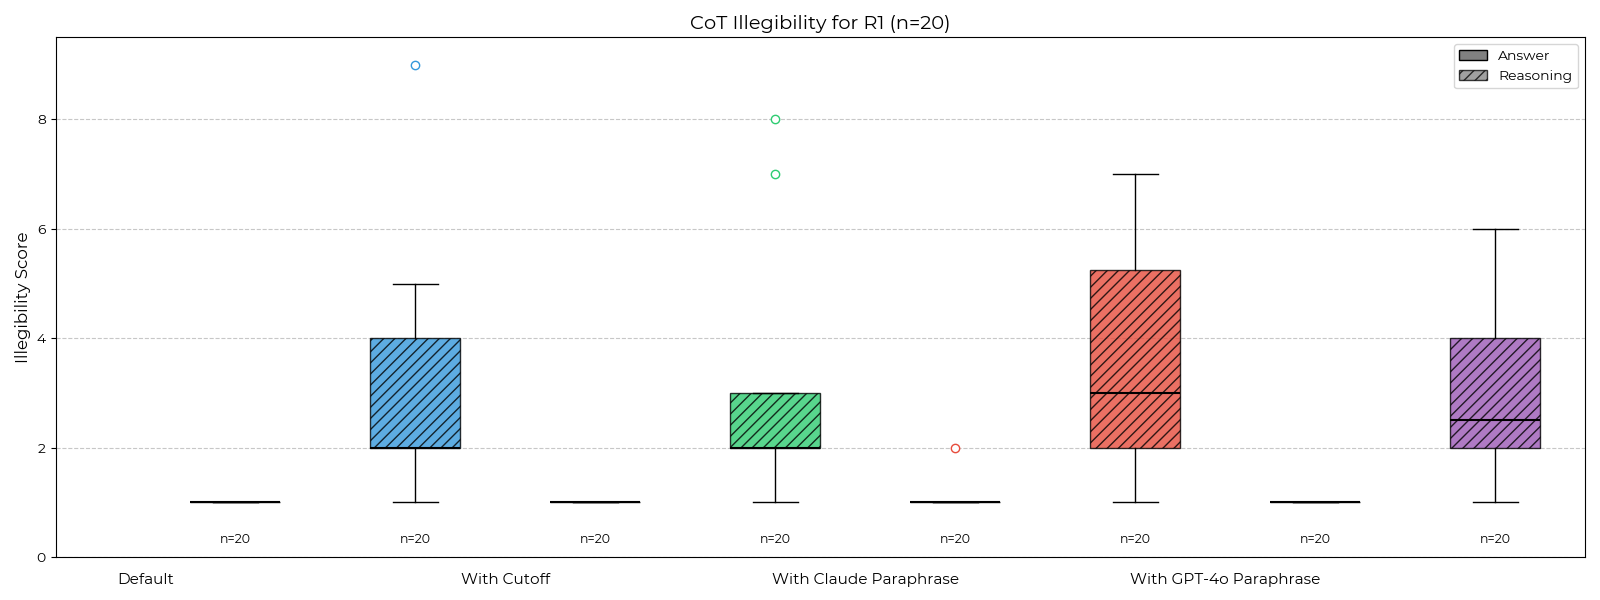 CoT Illegibility for R1 (n=20)
Answer
Reasoning
Illegibility Score
8
6
4
2
0
n=20 n=20 n=20 n=20 n=20 n=20 n=20 n=20
Default With Cutoff With Claude Paraphrase With GPT-4o Paraphrase